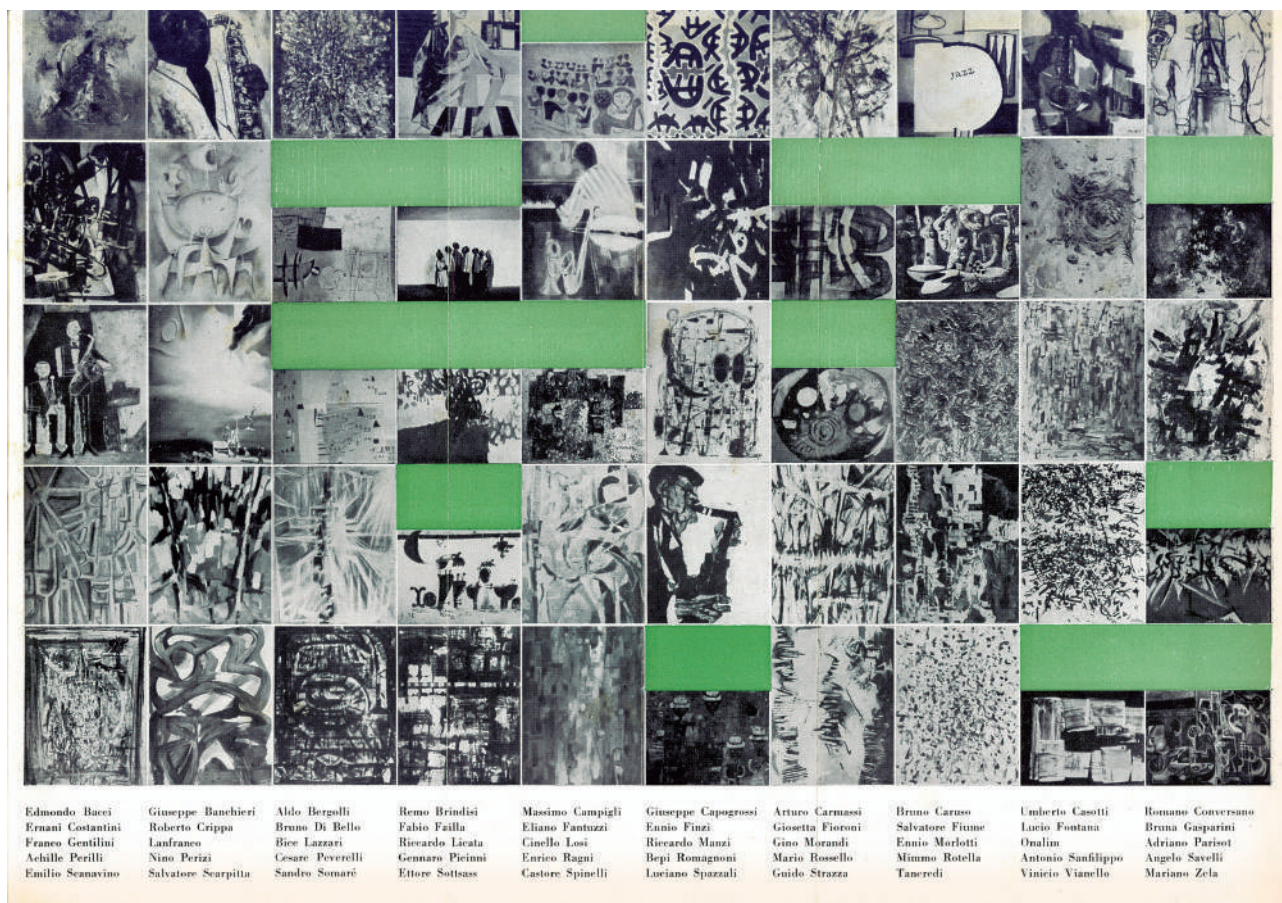 jazz
Edmondo Bacci Giuseppe Banchieri Aldo Bergolli Remo Brindisi Massimo Campigli Giuseppe Capogrossi Arturo Carmassi Bruno Caruso Umberto Casotti Romano Conversano
Ernani Costantini Roberto Crippa Bruno Di Bello Fabio Failla Eliano Fantuzzi Ennio Finzi Giosetta Fioroni Salvatore Fiume Lucio Fontana Bruna Gasparini
Franco Gentilini Lanfranco Bice Lazzari Riccardo Licata Cinello Losi Riccardo Manzi Gino Morandi Ennio Morlotti Onalim Adriano Parisot
Achille Perilli Nino Perizi Cesare Peverelli Gennaro Picinni Enrico Ragni Bepi Romagnoni Mario Rossello Mimmo Rotella Antonio Sanfilippo Angelo Savelli
Emilio Scanavino Salvatore Scarpitta Sandro Somaré Ettore Sottsass Castore Spinelli Luciano Spazzali Guido Strazza Tancredi Vinicio Vianello Mariano Zela